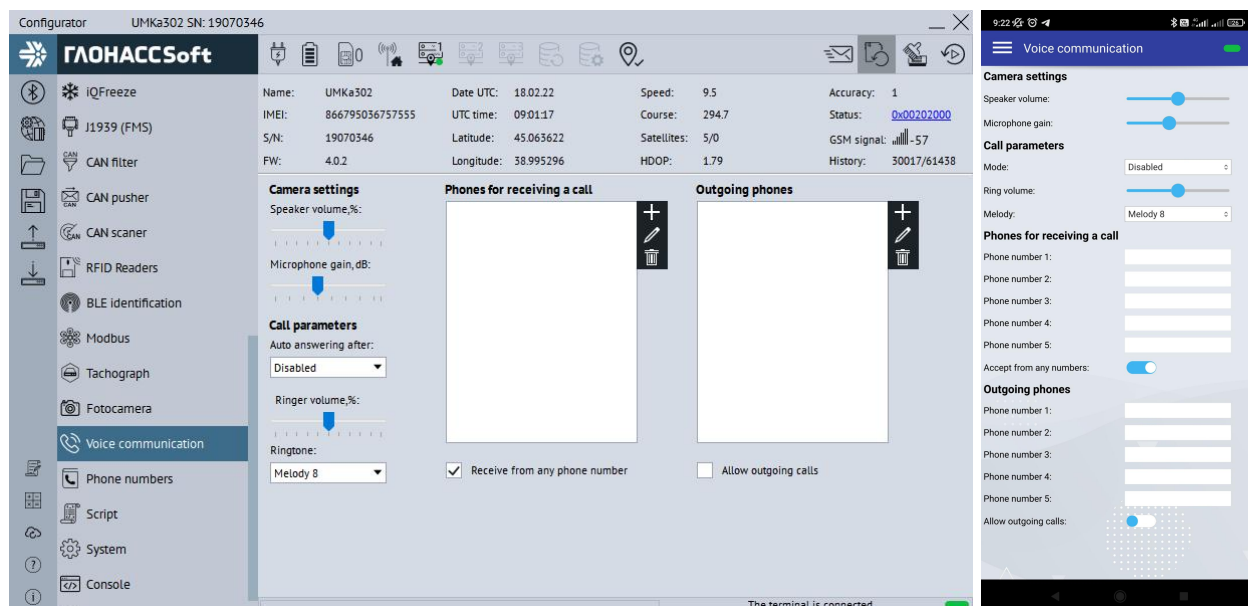 Configurator UMKa302 SN: 19070346
ГЛОНАССSoft
0
iQFreeze
J1939 (FMS)
CAN filter
CAN pusher
CAN scaner
RFID Readers
BLE identification
Modbus
Tachograph
Fotocamera
Voice communication
Phone numbers
Script
System
Console
Name: UMKa302 Date UTC: 18.02.22 Speed: 9.5 Accuracy: 1
IMEI: 866795036757555 UTC time: 09:01:17 Course: 294.7 Status: 0x00202000
S/N: 19070346 Latitude: 45.063622 Satellites: 5/0 GSM signal: -57
FW: 4.0.2 Longitude: 38.995296 HDOP: 1.79 History: 30017/61438
Camera settings
Speaker volume,%:
Microphone gain,dB:
Call parameters
Auto answering after:
Disabled
Ringer volume,%:
Ringtone:
Melody 8
Phones for receiving a call
Receive from any phone number
Outgoing phones
Allow outgoing calls
The terminal is connected
9:22
Voice communication
Camera settings
Speaker volume:
Microphone gain:
Call parameters
Mode: Disabled
Ring volume:
Melody: Melody 8
Phones for receiving a call
Phone number 1:
Phone number 2:
Phone number 3:
Phone number 4:
Phone number 5:
Accept from any numbers:
Outgoing phones
Phone number 1:
Phone number 2:
Phone number 3:
Phone number 4:
Phone number 5:
Allow outgoing calls: